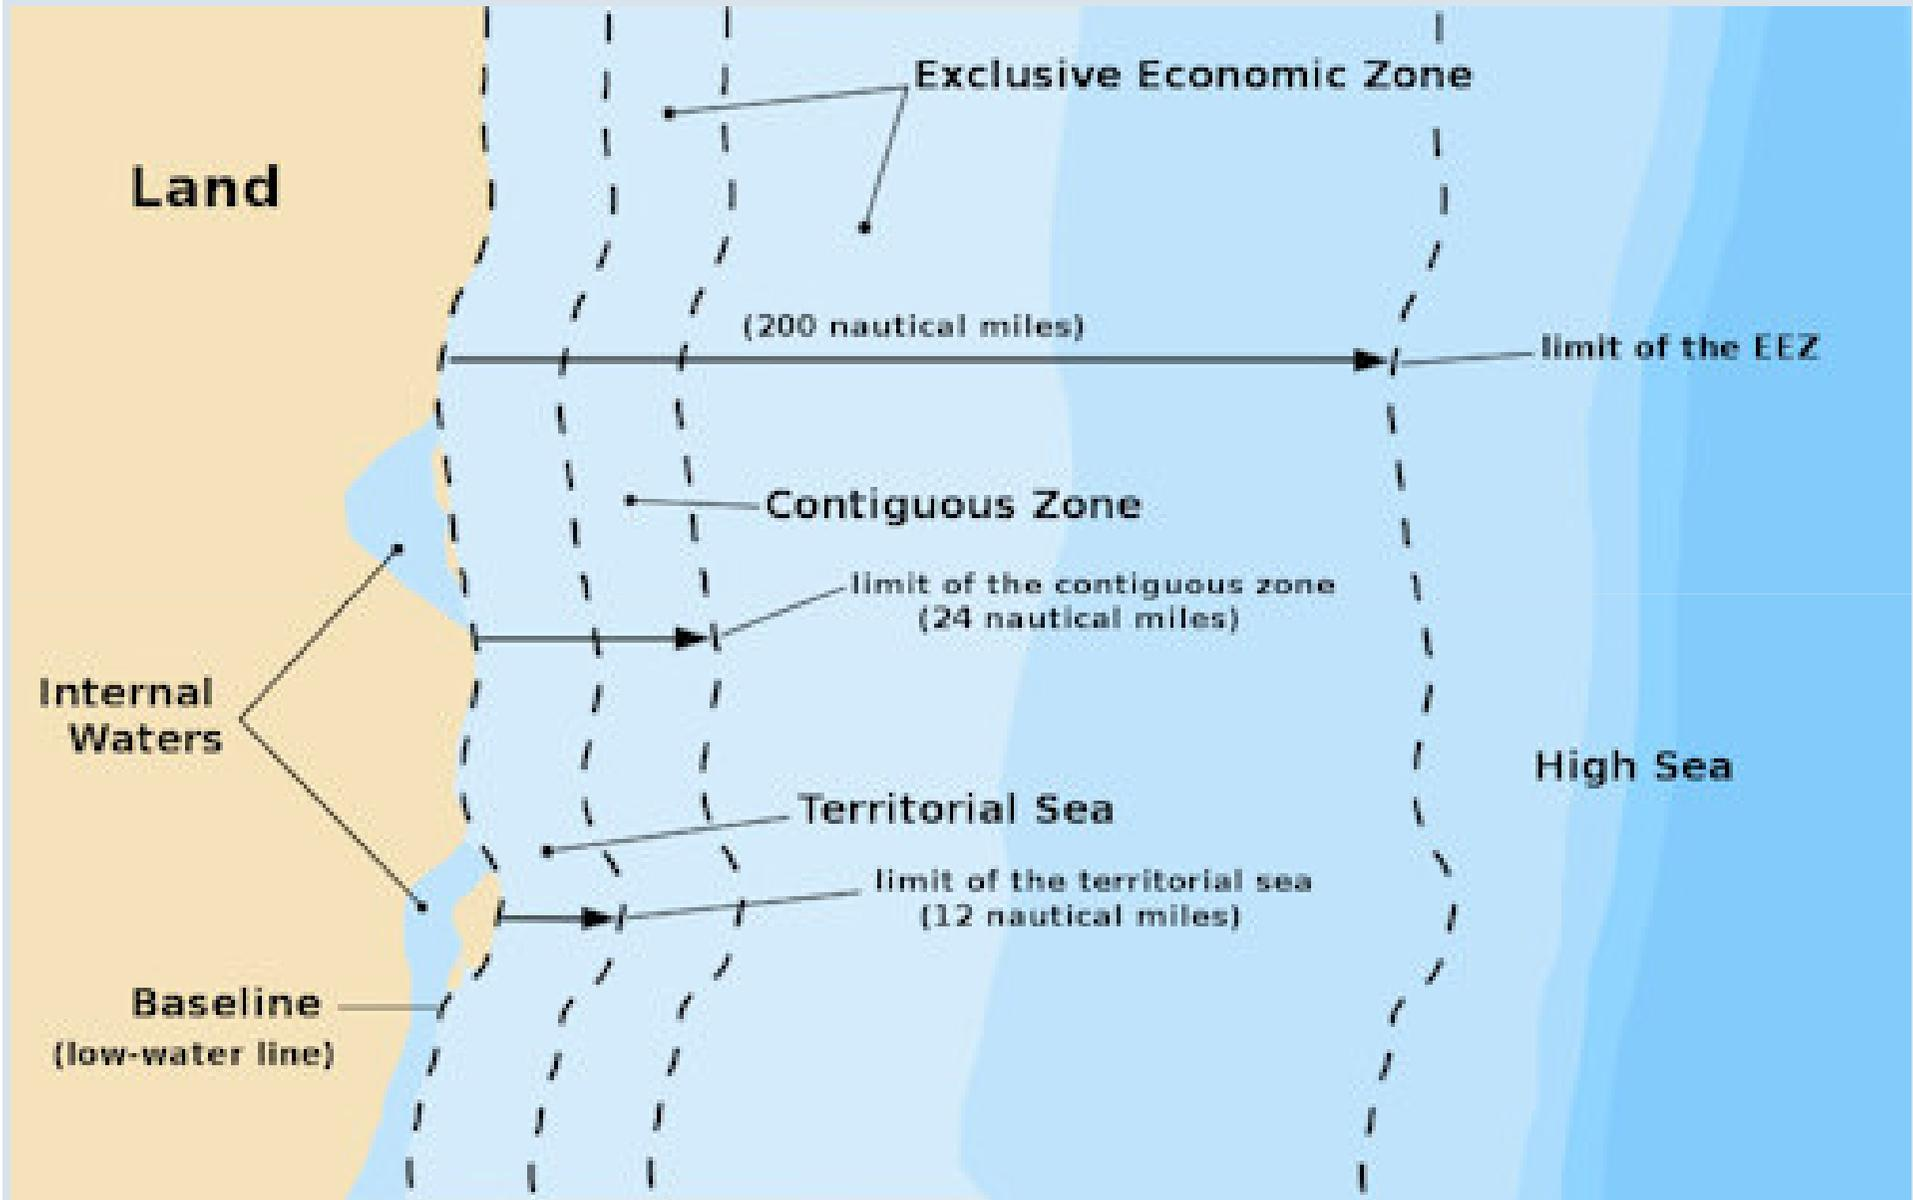 Exclusive Economic Zone
Land
(200 nautical miles)
limit of the EEZ
Contiguous Zone
limit of the contiguous zone
(24 nautical miles)
Internal
Waters
High Sea
Territorial Sea
limit of the territorial sea
(12 nautical miles)
Baseline
(low-water line)